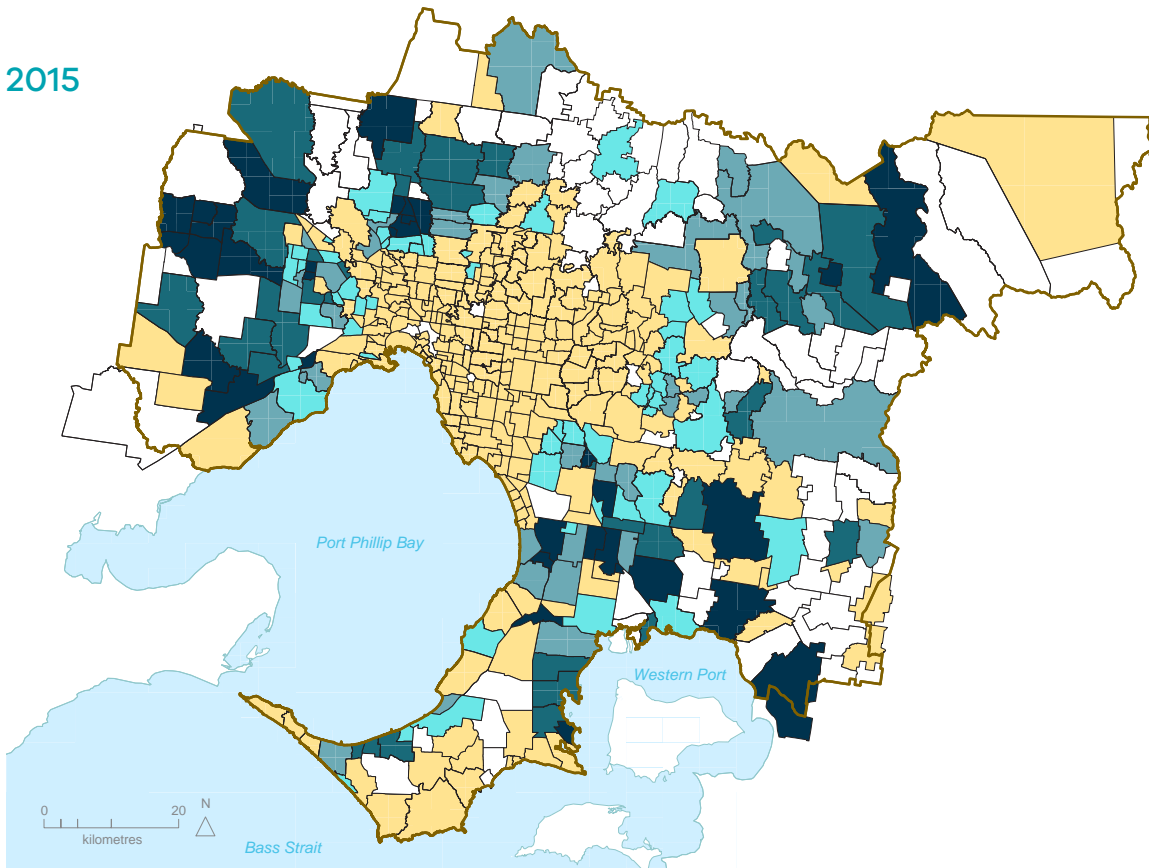 2015
Port Phillip Bay
Western Port
0 20 N
kilometres
Bass Strait